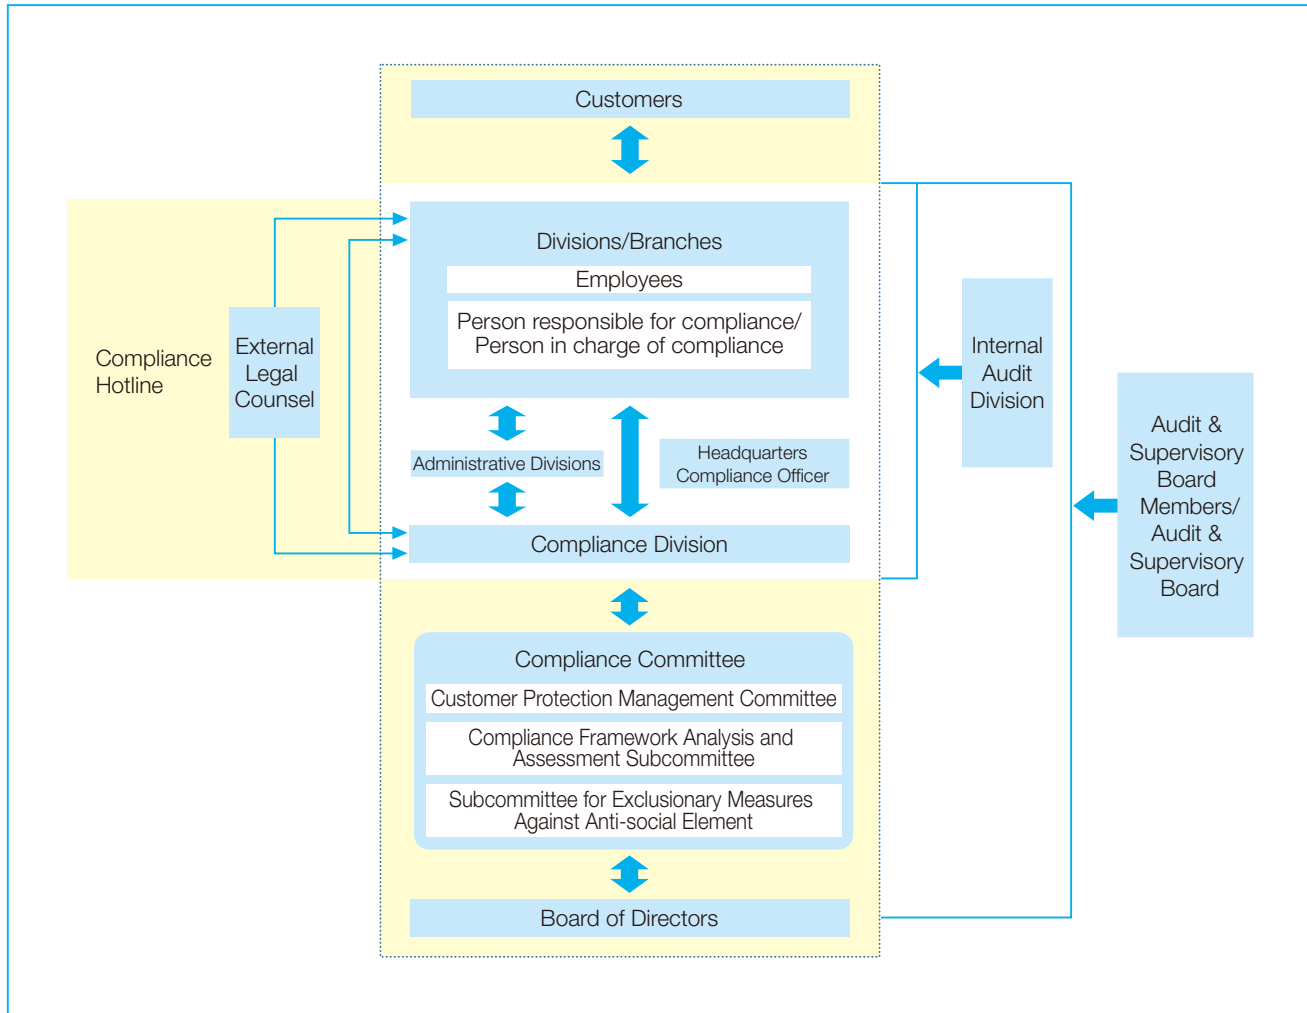 Customers
Divisions/Branches
Employees
Person responsible for compliance/
Person in charge of compliance
Compliance
Hotline
External
Legal
Counsel
Administrative Divisions
Headquarters
Compliance Officer
Compliance Division
Internal
Audit
Division
Audit &
Supervisory
Board
Members/
Audit &
Supervisory
Board
Compliance Committee
Customer Protection Management Committee
Compliance Framework Analysis and
Assessment Subcommittee
Subcommittee for Exclusionary Measures
Against Anti-social Element
Board of Directors